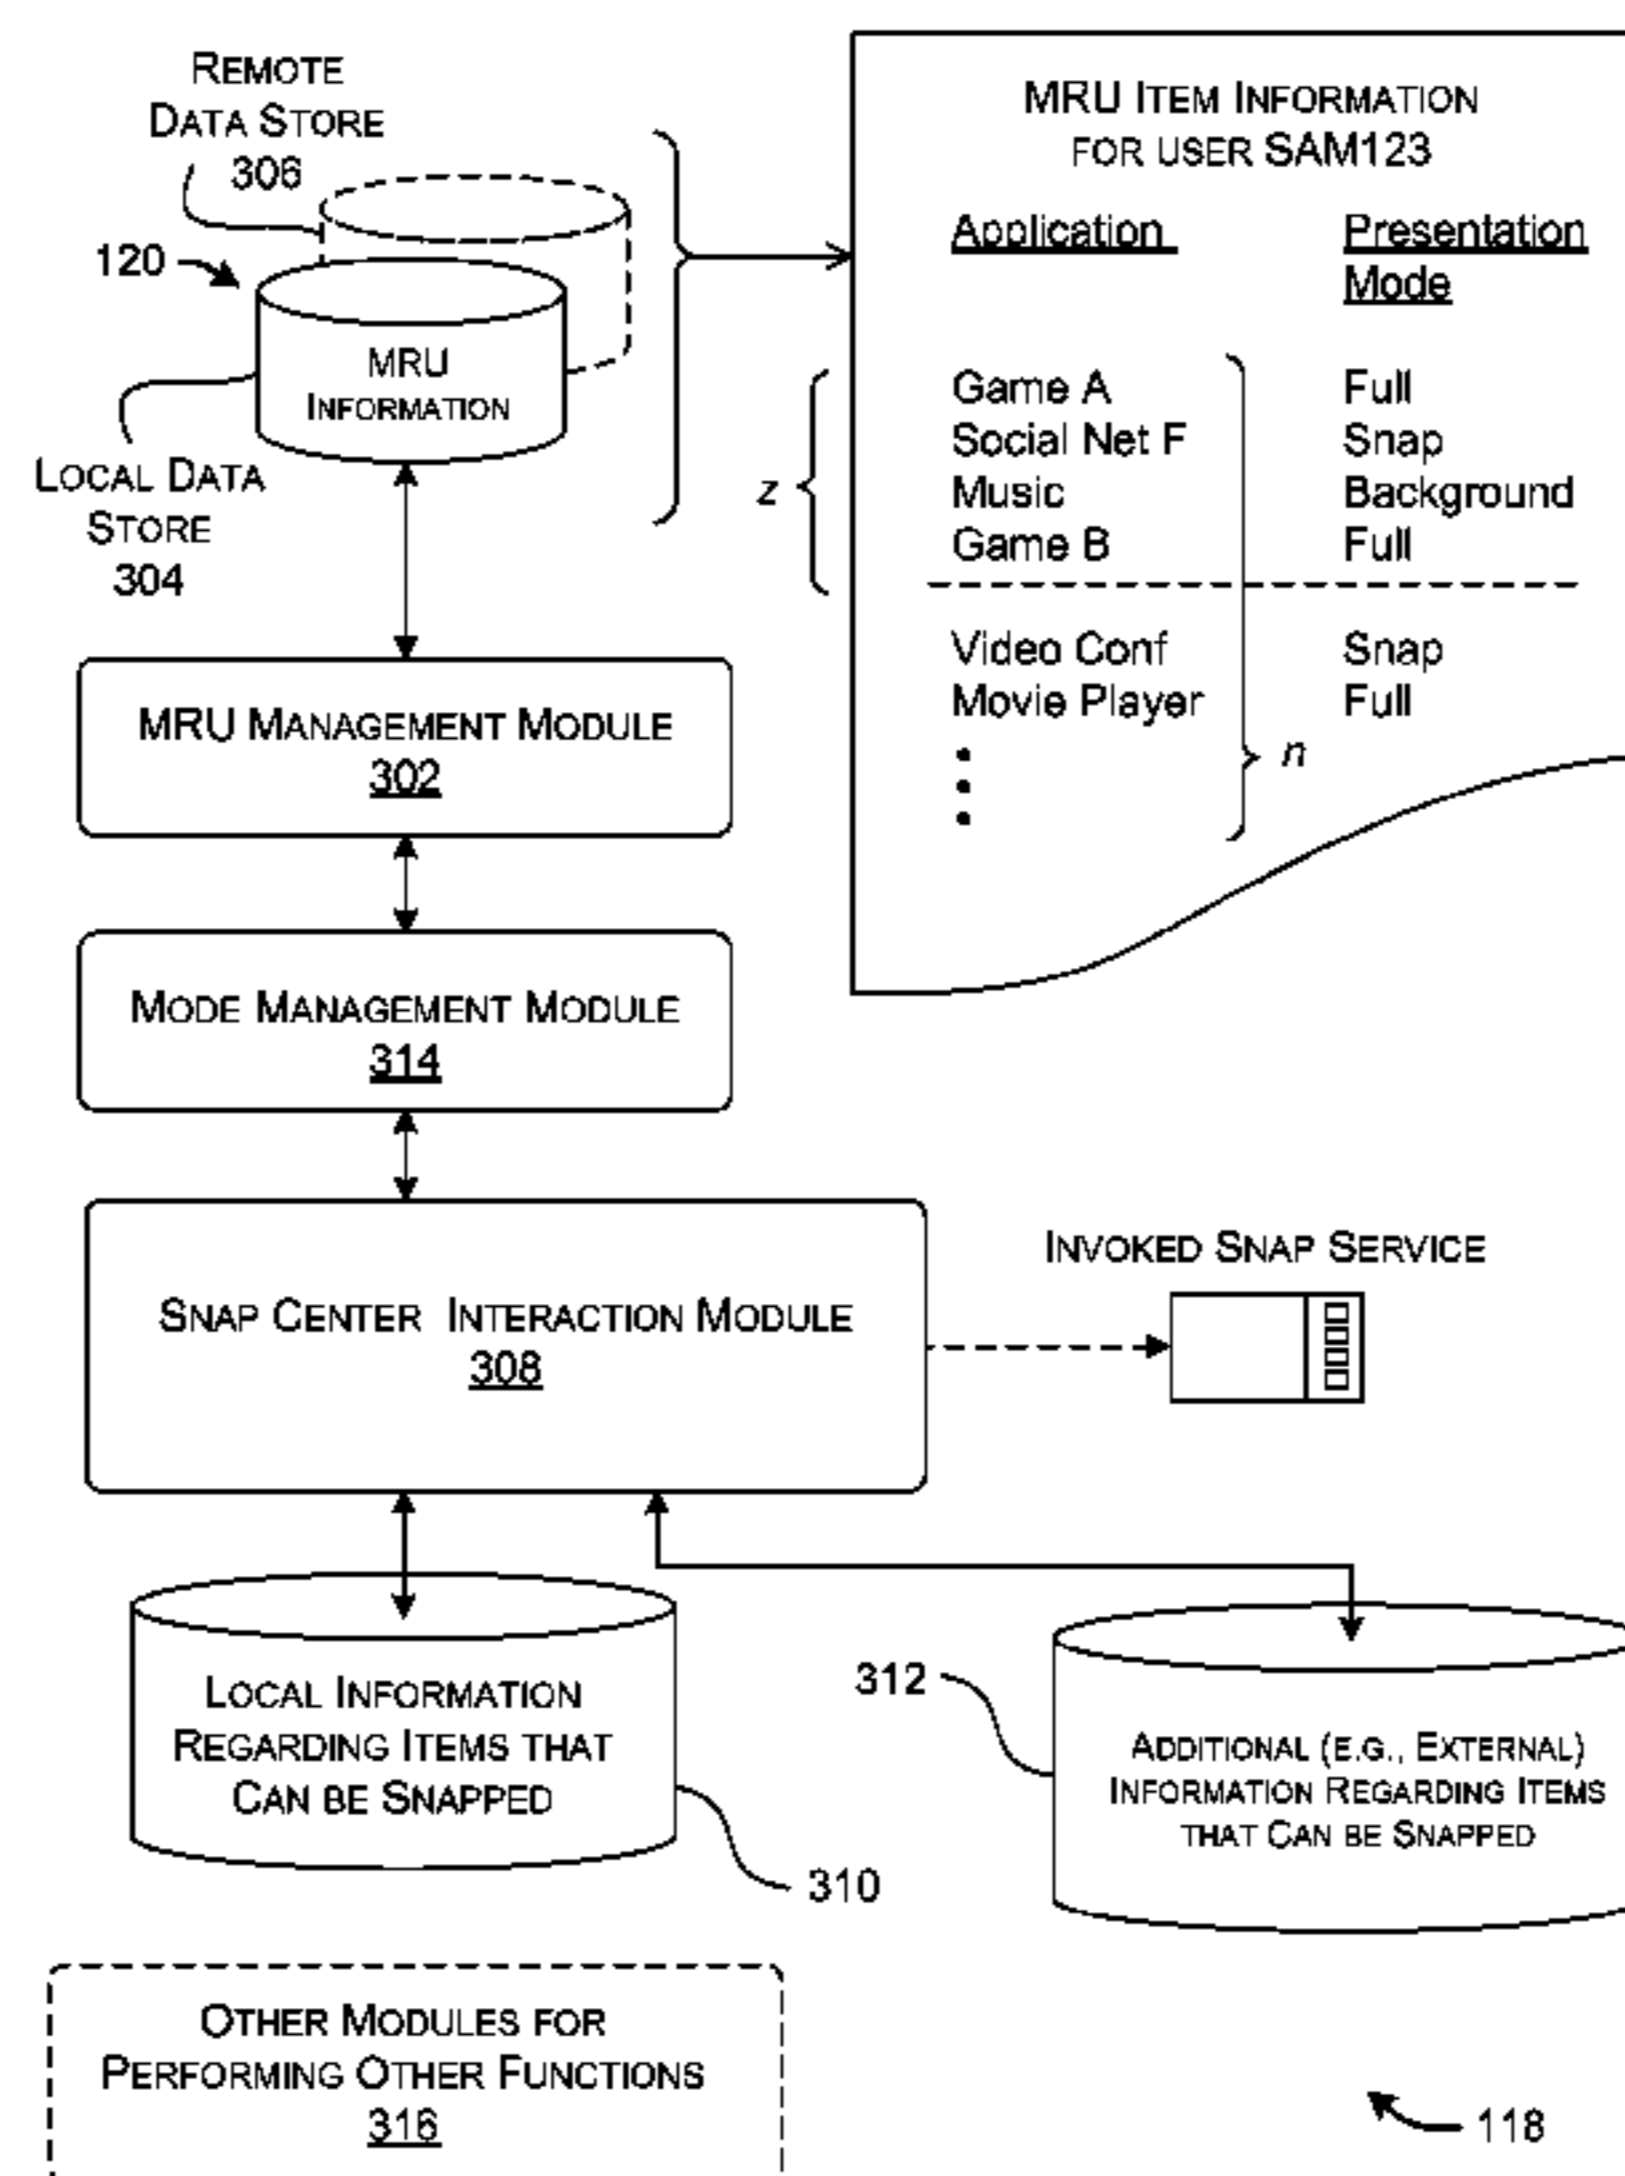 REMOTE
DATA STORE
306
120
MRU
INFORMATION
LOCAL DATA
STORE
304
MRU ITEM INFORMATION
FOR USER SAM123
Application Presentation
Mode
Game A Full
Social Net F Snap
z Music Background
Game B Full
Video Conf Snap
Movie Player Full
n
MRU MANAGEMENT MODULE
302
MODE MANAGEMENT MODULE
314
SNAP CENTER INTERACTION MODULE
308
INVOKED SNAP SERVICE
LOCAL INFORMATION
REGARDING ITEMS THAT
CAN BE SNAPPED
310
312
ADDITIONAL (E.G., EXTERNAL)
INFORMATION REGARDING ITEMS
THAT CAN BE SNAPPED
OTHER MODULES FOR
PERFORMING OTHER FUNCTIONS
316
118